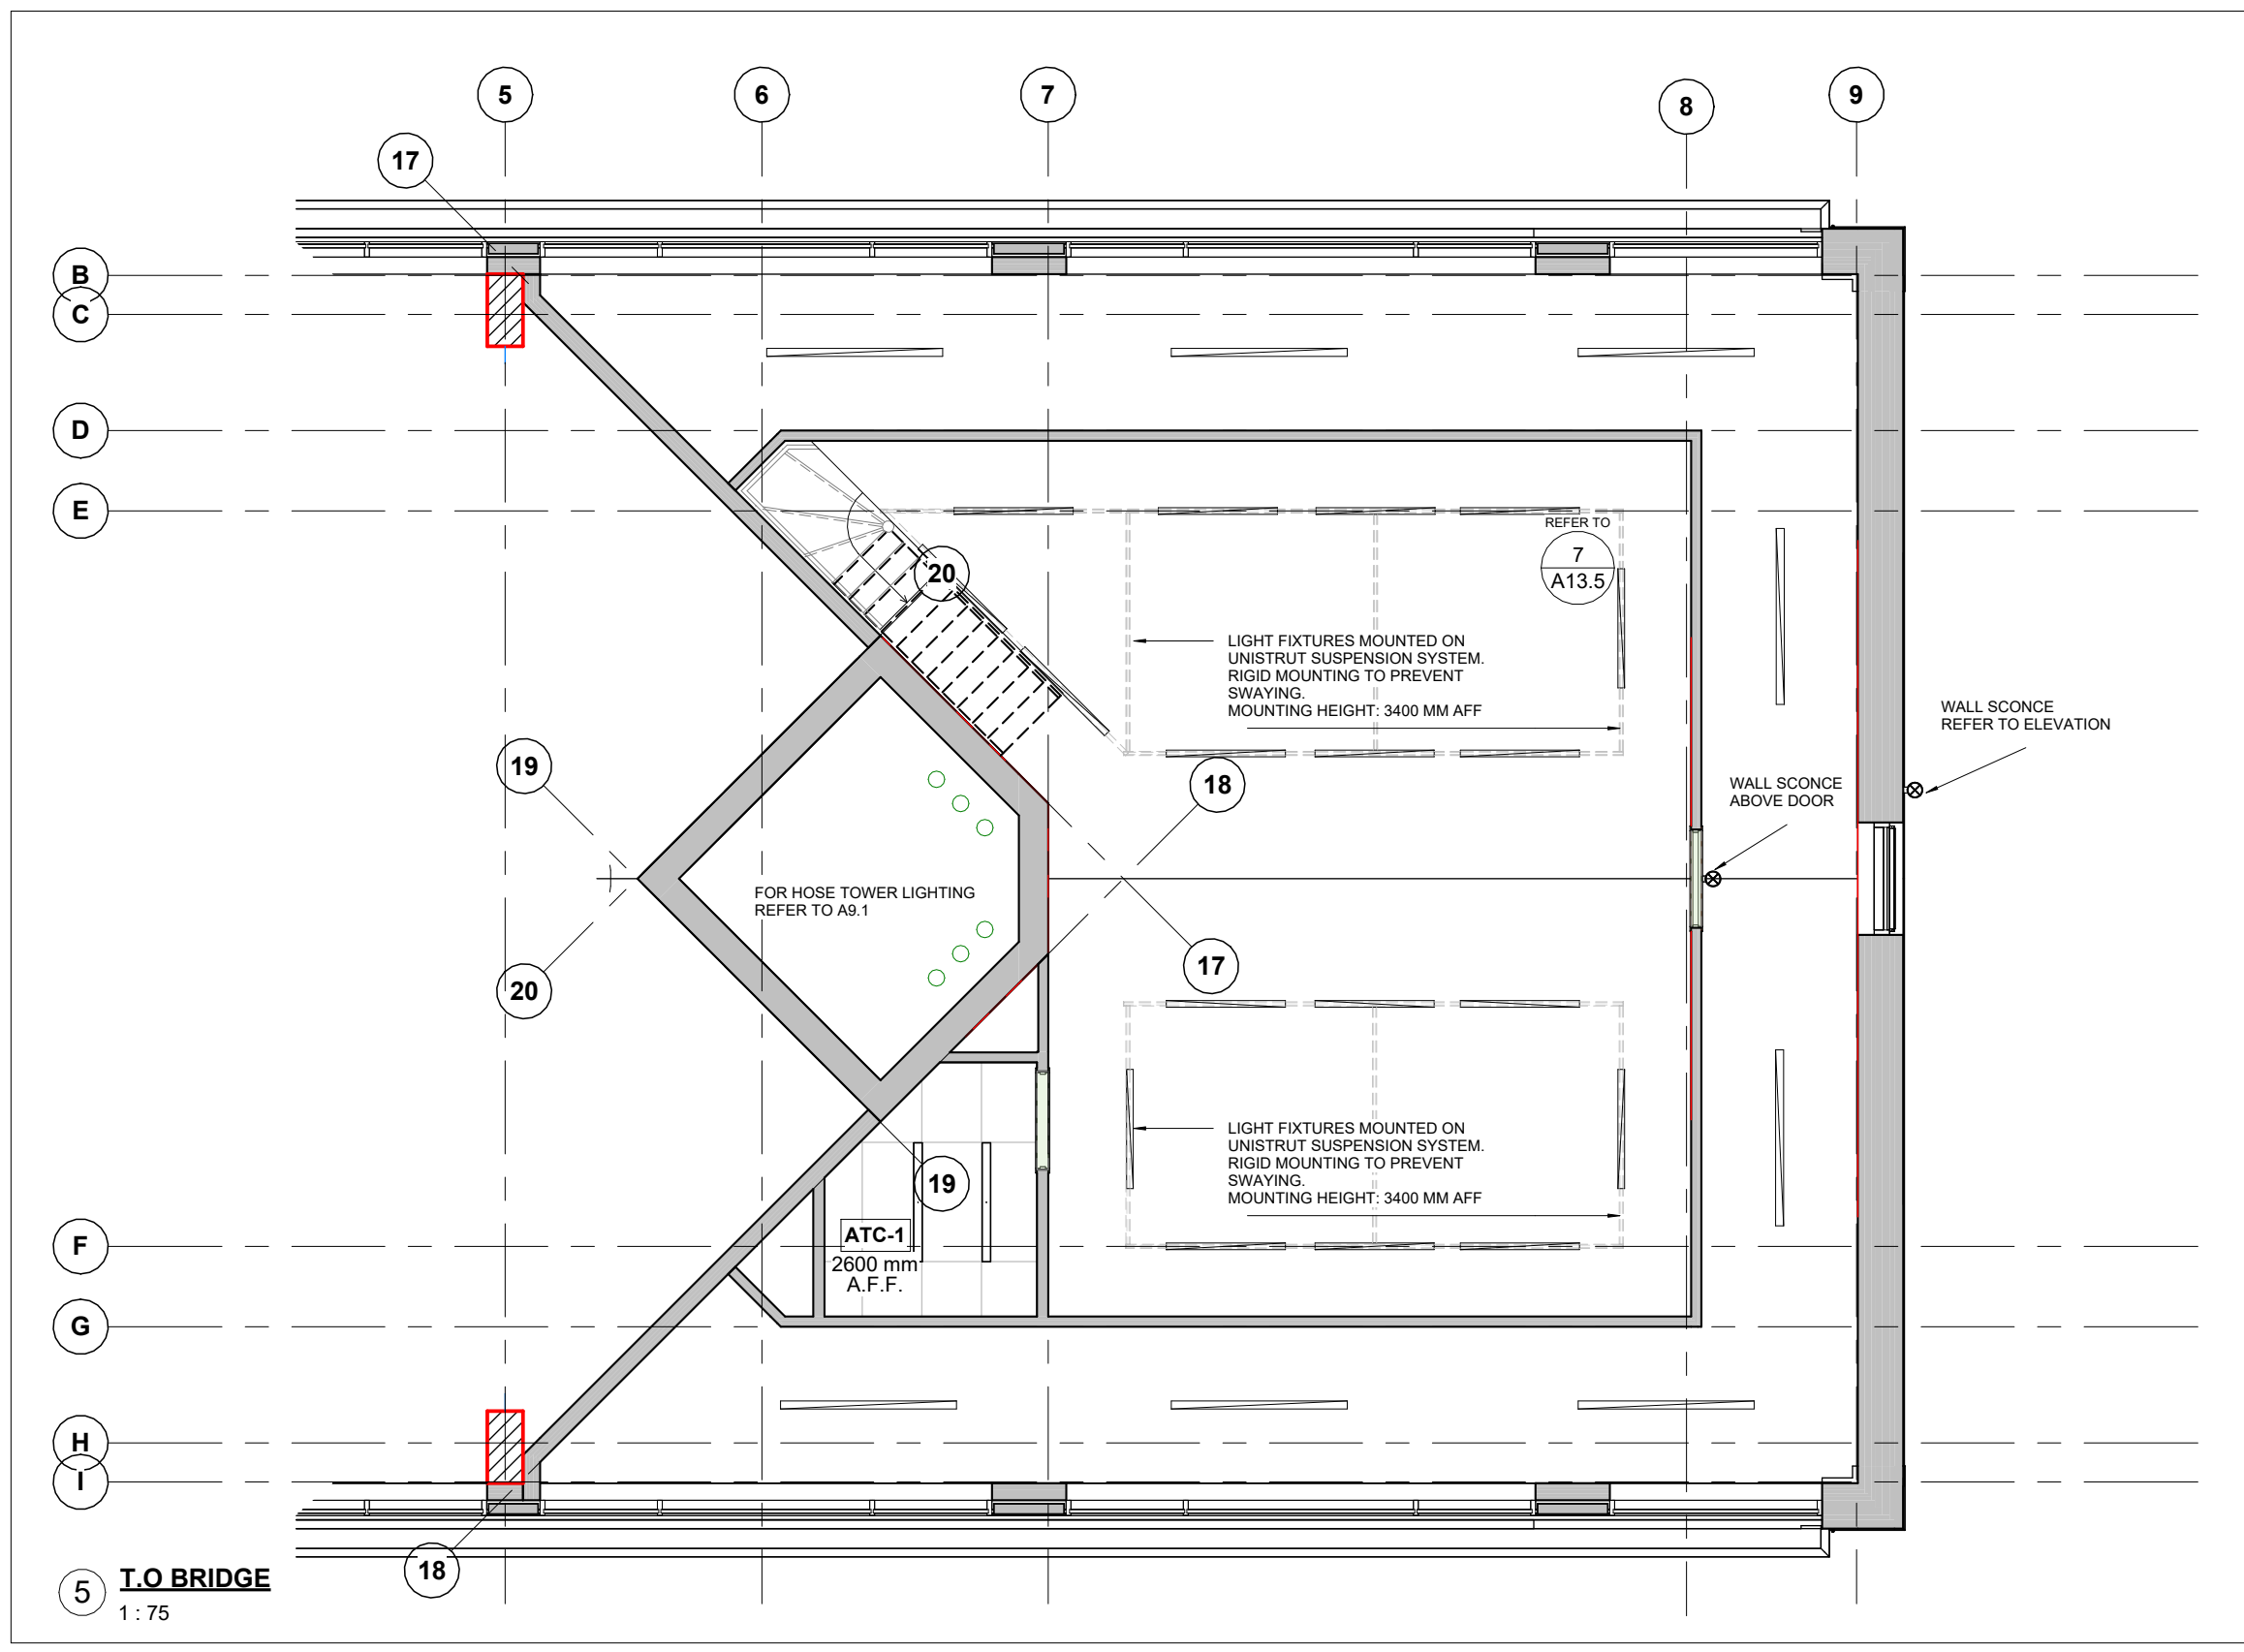 5
6
7
8
9
17
B
C
D
E
REFER TO
7
A13.5
20
LIGHT FIXTURES MOUNTED ON
UNISTRUT SUSPENSION SYSTEM.
RIGID MOUNTING TO PREVENT
SWAYING.
MOUNTING HEIGHT: 3400 MM AFF
WALL SCONCE
REFER TO ELEVATION
19
18
WALL SCONCE
ABOVE DOOR
FOR HOSE TOWER LIGHTING
REFER TO A9.1
20
17
LIGHT FIXTURES MOUNTED ON
UNISTRUT SUSPENSION SYSTEM.
RIGID MOUNTING TO PREVENT
SWAYING.
MOUNTING HEIGHT: 3400 MM AFF
19
ATC-1
2600 mm
A.F.F.
F
G
H
I
18
5
T.O BRIDGE
1 : 75